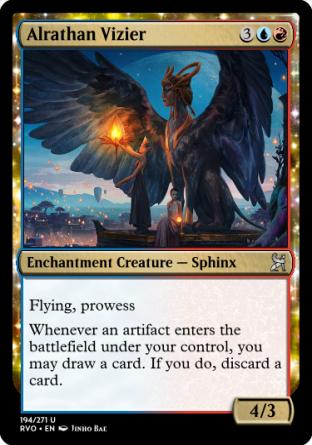 Alrathan Vizier 3
Enchantment Creature — Sphinx
Flying, prowess
Whenever an artifact enters the
battlefield under your control, you
may draw a card. If you do, discard a
card.
194/271 U
RVO • EN Jinho Bae
4/3